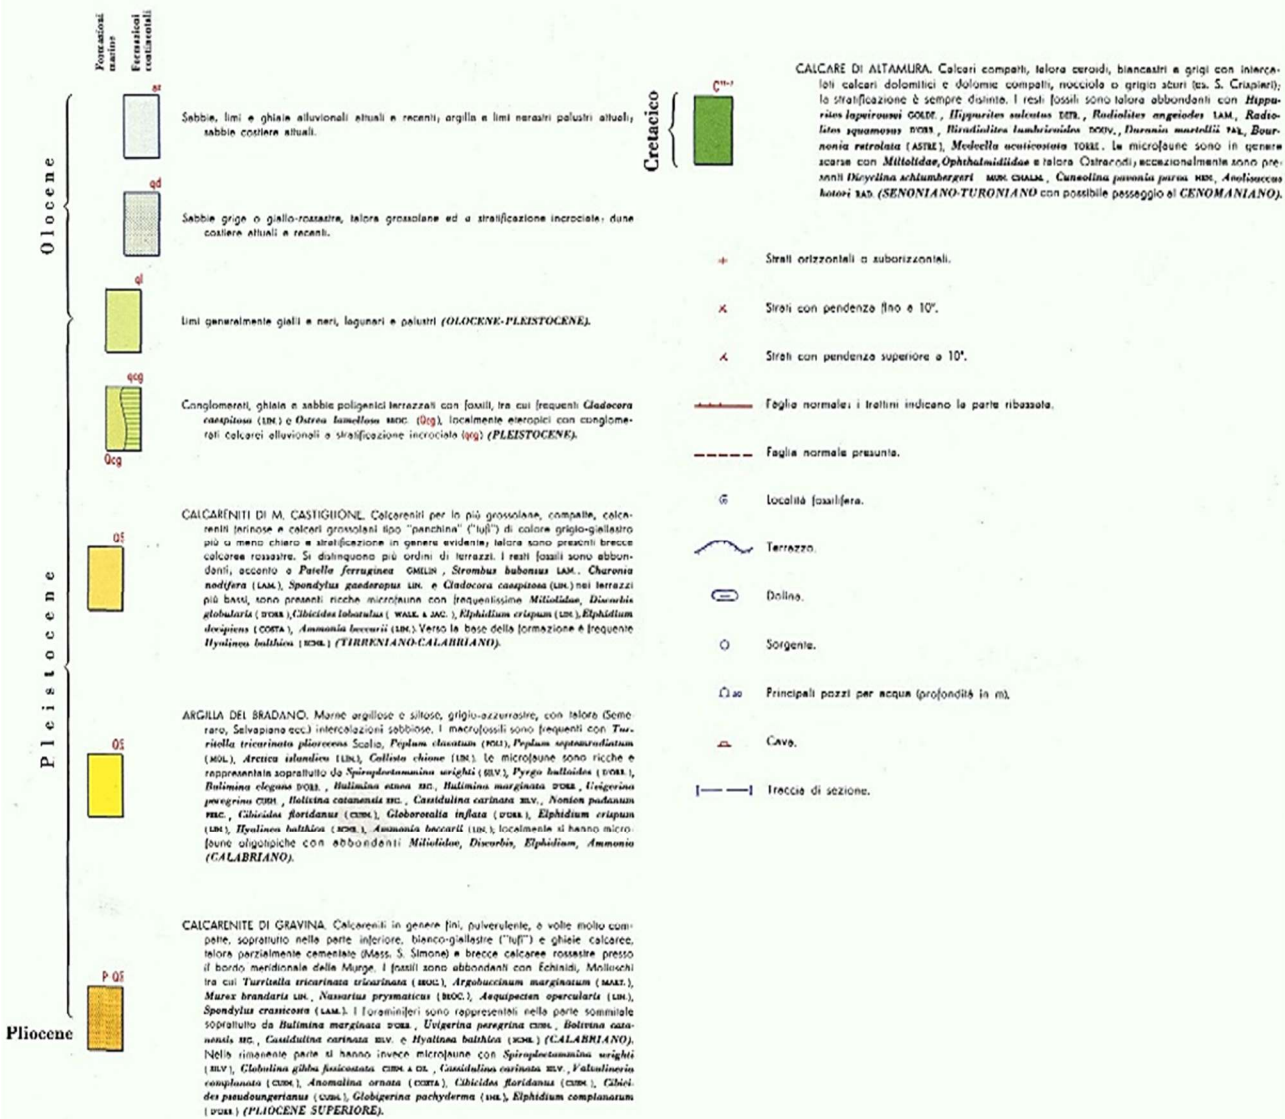 Formazioni marine
Formazioni continentali
Olocene
Pleistocene
Pliocene
a²
Sabbie, limi e ghiaie alluvionali attuali e recenti; argille e limi nerastri palustri attuali;
sabbie costiere attuali.
qd
Sabbie grige o giallo-rossastre, talora grossolane ed a stratificazione incrociata; dune
costiere attuali e recenti.
ql
Limi generalmente gialli e neri, lagunari e palustri (OLOCENE-PLEISTOCENE).
qcg
Qcg
Conglomerati, ghiaie e sabbie poligenici terrazzati con fossili, tra cui frequenti Cladocora
caespitosa (LIN.) e Ostrea lamellosa BROC. (Qcg), localmente eteropici con conglome-
rati calcarei alluvionali a stratificazione incrociata (qcg) (PLEISTOCENE).
CALCARENITI DI M. CASTIGLIONE. Calcareniti per lo più grossolane, compatte, calca-
reniti farinose e calcari grossolani tipo "panchina" ("tufi") di colore grigio-giallastro
più o meno chiaro e stratificazione in genere evidente; talora sono presenti brecce
calcaree rossastre. Si distinguono più ordini di terrazzi. I resti fossili sono abbon-
danti, accanto a Patella ferruginea GMELIN, Strombus bubonius LAM., Charonia
nodifera (LAM.), Spondylus gaederopus LIN. e Cladocora caespitosa (LIN.) nei terrazzi
più bassi, sono presenti ricche microfaune con frequentissime Miliolidae, Discorbis
globularis (D'ORB.), Cibicides lobatulus (WALK. & JAC.), Elphidium crispum (LIN.), Elphidium
decipiens (COSTA), Ammonia beccarii (LIN.). Verso la base della formazione è frequente
Hyalinea balthica (SCHR.) (TIRRENIANO-CALABRIANO).
ARGILLA DEL BRADANO. Marne argillose e siltose, grigio-azzurrastre, con talora (Seme-
raro, Salvapiana ecc.) intercalazioni sabbiose. I macrofossili sono frequenti con Tur-
ritella tricarinata pliorecens Scalia, Peplum clavatum (POLI), Peplum septemradiatum
(MÜL.), Arctica islandica (LIN.), Callista chione (LIN.). Le microfaune sono ricche e
rappresentate soprattutto da Spiroplectammina wrighti (SILV.), Pyrgo bulloides (D'ORB.),
Bulimina elegans D'ORB., Bulimina etnea SEG., Bulimina marginata D'ORB., Uvigerina
peregrina CUSH., Bolivina catanensis SEG., Cassidulina carinata SILV., Nonion padanum
PERC., Cibicides floridanus (CUSH.), Globorotalia inflata (D'ORB.), Elphidium crispum
(LIN.), Hyalinea balthica (SCHR.), Ammonia beccarii (LIN.); localmente si hanno micro-
faune oligotipiche con abbondanti Miliolidae, Discorbis, Elphidium, Ammonia
(CALABRIANO).
CALCARENITE DI GRAVINA. Calcareniti in genere fini, pulverulente, a volte molto com-
patte, soprattutto nella parte inferiore, bianco-giallastre ("tufi") e ghiaie calcaree,
talora parzialmente cementate (Mass. S. Simone) e brecce calcaree rossastre presso
il bordo meridionale delle Murge. I fossili sono abbondanti con Echinidi, Molluschi
tra cui Turritella tricarinata tricarinata (BROC.), Argobuccinum marginatum (MART.),
Murex brandaris LIN., Nassarius prysmaticus (BROC.), Aequipecten opercularis (LIN.),
Spondylus crassicosta (LAM.). I Foraminiferi sono rappresentati nella parte sommitale
soprattutto da Bulimina marginata D'ORB., Uvigerina peregrina CUSH., Bolivina cata-
nensis SEG., Cassidulina carinata SILV. e Hyalinea balthica (SCHR.) (CALABRIANO).
Nella rimanente parte si hanno invece microfaune con Spiroplectammina wrighti
(SILV.), Globulina gibba fissicostata CUSH. & OZ., Cassidulina carinata SILV., Valvulineria
complanata (CUSH.), Anomalina ornata (COSTA), Cibicides floridanus (CUSH.), Cibici-
des pseudoungerianus (CUSH.), Globigerina pachyderma (EHR.), Elphidium complanatum
(D'ORB.) (PLIOCENE SUPERIORE).
Cretacico
CALCARE DI ALTAMURA. Calcari compatti, talora ceroidi, biancastri e grigi con interca-
lati calcari dolomitici e dolomie compatti, nocciola o grigio scuri (es. S. Crispieri);
la stratificazione è sempre distinta. I resti fossili sono talora abbondanti con Hippu-
rites lapeirousei GOLDF., Hippurites sulcatus DEFR., Radiolites angeiodes LAM., Radio-
lites squamosus D'ORB., Biradiolites lumbricoides DOUV., Durania martellii PAR., Bour-
nonia retrolata (ASTRE), Medeella acuticostata TORRE. Le microfaune sono in genere
scarse con Miliolidae, Ophthalmidiidae e talora Ostracodi; eccezionalmente sono pre-
senti Dicyclina schlumbergeri MUN. CHALM., Cuneolina pavonia parva HEN., Aeolisaccus
kotori RAD. (SENONIANO-TURONIANO con possibile passaggio al CENOMANIANO).
Strati orizzontali o suborizzontali.
Strati con pendenza fino a 10°.
Strati con pendenza superiore a 10°.
Faglia normale; i trattini indicano la parte ribassata.
Faglia normale presunta.
Località fossilifera.
Terrazzo.
Dolina.
Sorgente.
Principali pozzi per acqua (profondità in m).
Cava.
Traccia di sezione.